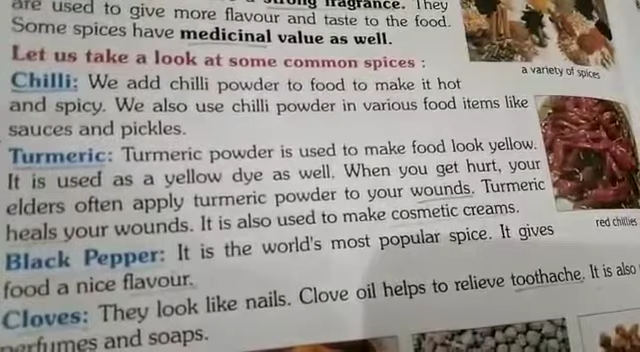 are used to give more flavour and taste to the food. They
strong fragrance.
Some spices have medicinal value as well.
Let us take a look at some common spices :
a variety of spices
Chilli: We add chilli powder to food to make it hot
and spicy. We also use chilli powder in various food items like
sauces and pickles.
Turmeric: Turmeric powder is used to make food look yellow.
It is used as a yellow dye as well. When you get hurt, your
elders often apply turmeric powder to your wounds. Turmeric
heals your wounds. It is also used to make cosmetic creams.
red chillies
Black Pepper: It is the world's most popular spice. It gives
food a nice flavour.
Cloves: They look like nails. Clove oil helps to relieve toothache. It is also
perfumes and soaps.